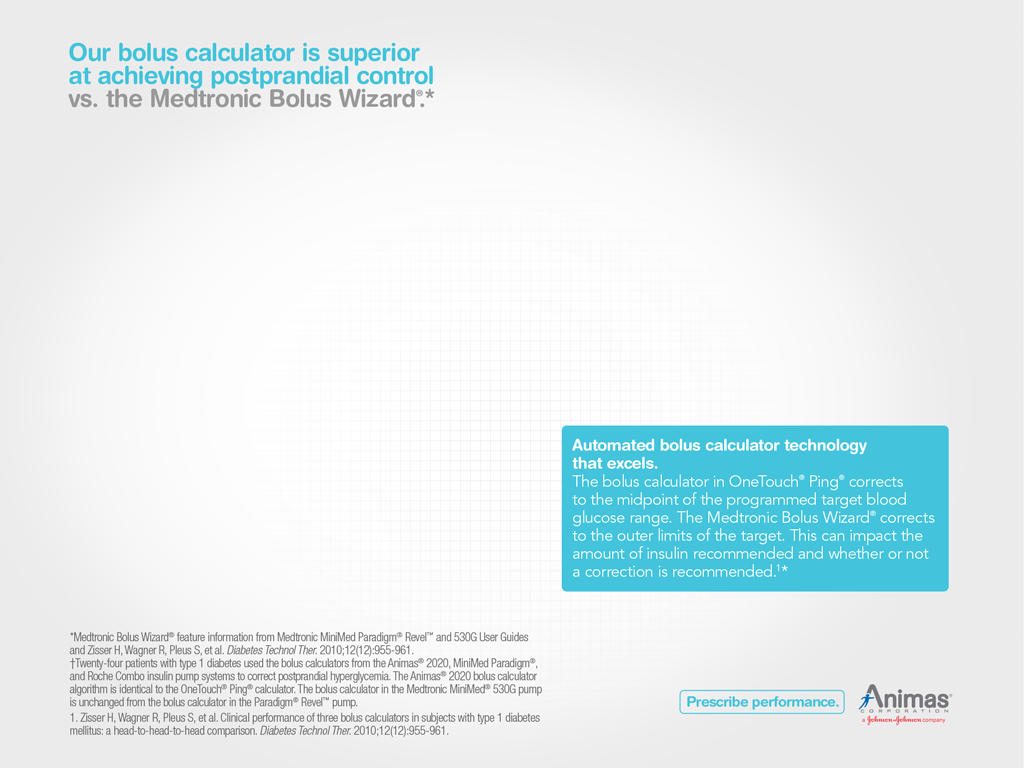 Our bolus calculator is superior
at achieving postprandial control
vs. the Medtronic Bolus Wizard®.*
Automated bolus calculator technology
that excels.
The bolus calculator in OneTouch® Ping® corrects
to the midpoint of the programmed target blood
glucose range. The Medtronic Bolus Wizard® corrects
to the outer limits of the target. This can impact the
amount of insulin recommended and whether or not
a correction is recommended.¹*
*Medtronic Bolus Wizard® feature information from Medtronic MiniMed Paradigm® Revel™ and 530G User Guides
and Zisser H, Wagner R, Pleus S, et al. Diabetes Technol Ther. 2010;12(12):955-961.
†Twenty-four patients with type 1 diabetes used the bolus calculators from the Animas® 2020, MiniMed Paradigm®,
and Roche Combo insulin pump systems to correct postprandial hyperglycemia. The Animas® 2020 bolus calculator
algorithm is identical to the OneTouch® Ping® calculator. The bolus calculator in the Medtronic MiniMed® 530G pump
is unchanged from the bolus calculator in the Paradigm® Revel™ pump.
1. Zisser H, Wagner R, Pleus S, et al. Clinical performance of three bolus calculators in subjects with type 1 diabetes
mellitus: a head-to-head-to-head comparison. Diabetes Technol Ther. 2010;12(12):955-961.
Prescribe performance.
Animas®
CORPORATION
a Johnson & Johnson company